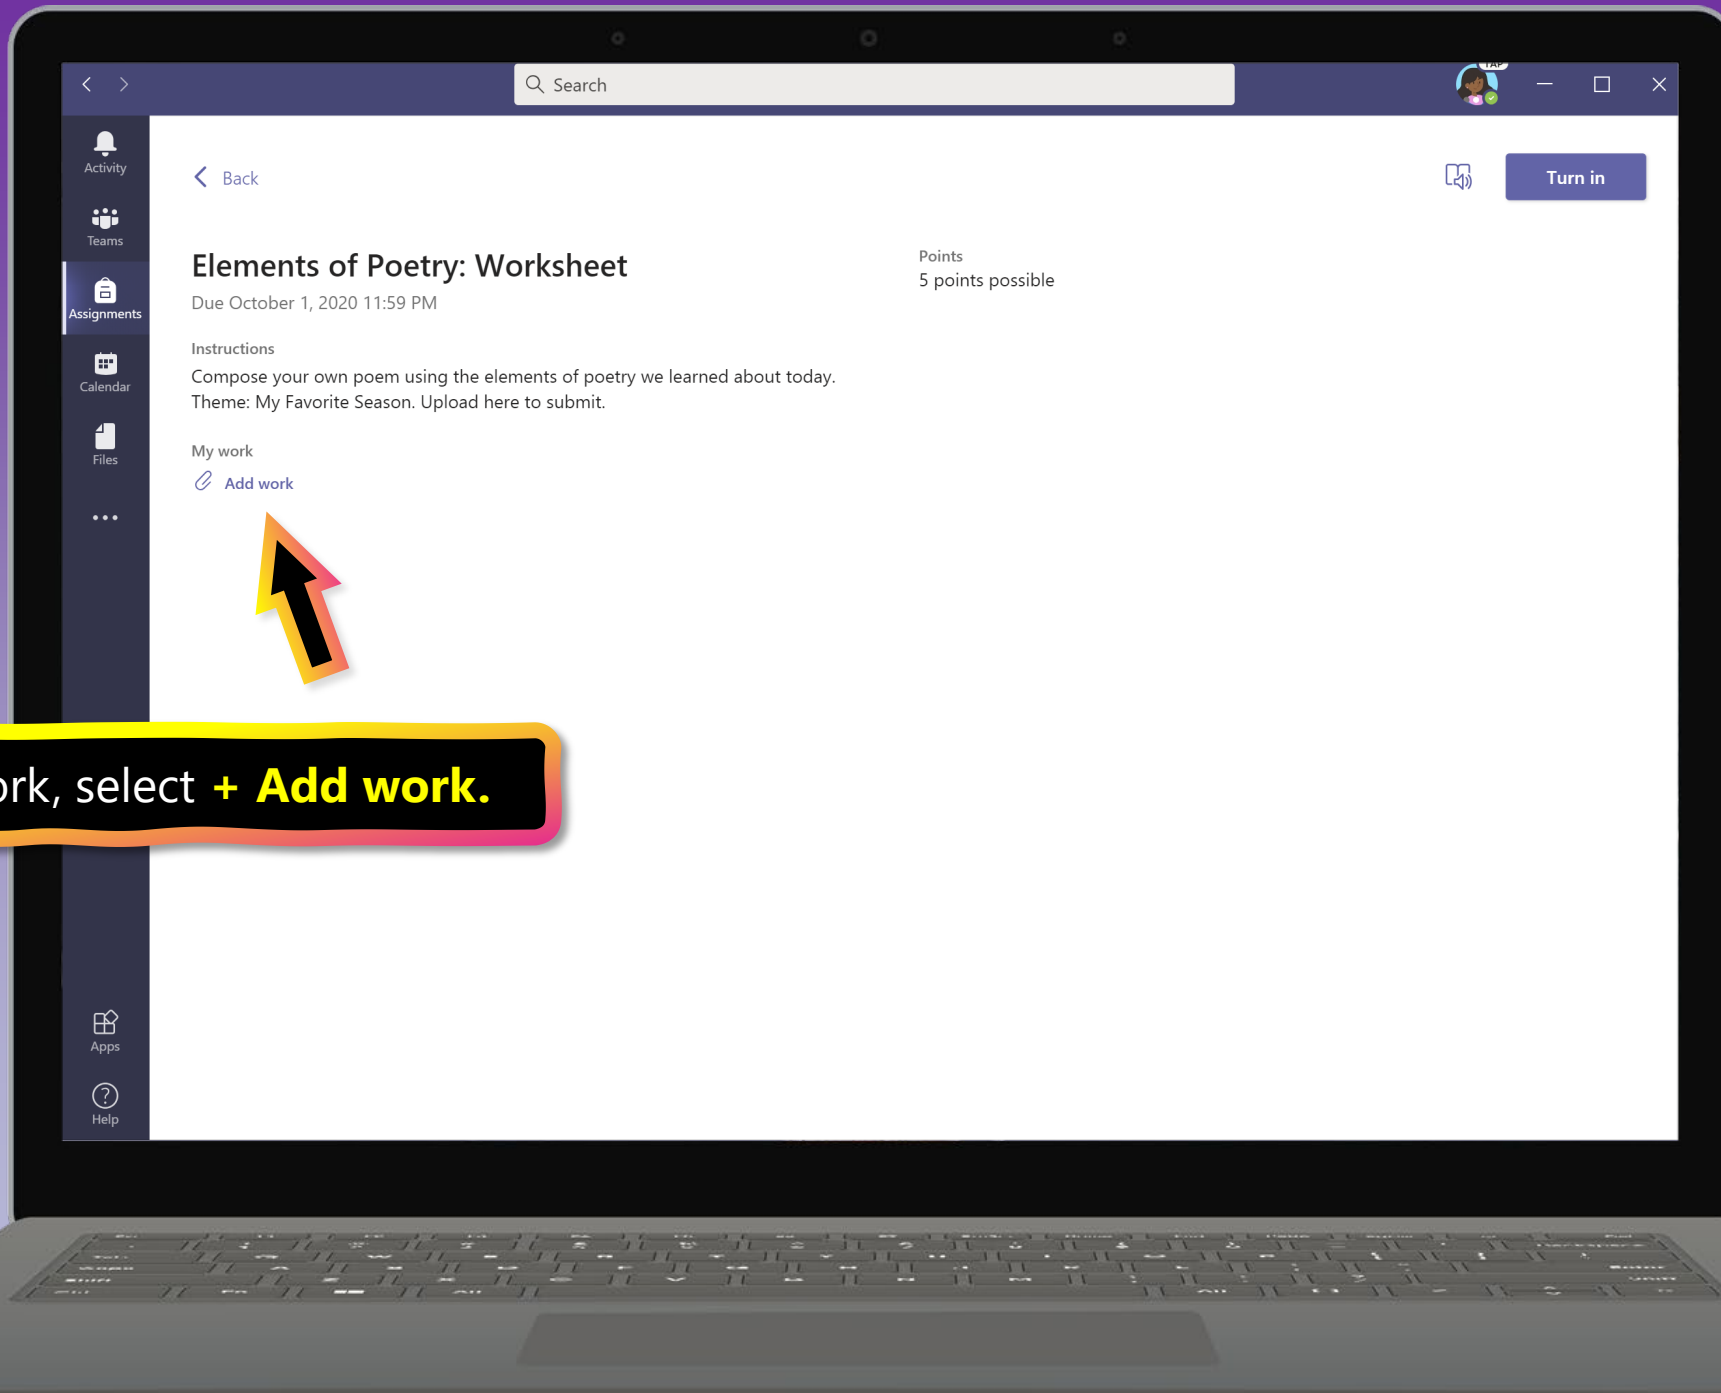 Search
TAP
Activity
Back
Turn in
Teams
Elements of Poetry: Worksheet
Due October 1, 2020 11:59 PM
Points
5 points possible
Assignments
Instructions
Compose your own poem using the elements of poetry we learned about today.
Theme: My Favorite Season. Upload here to submit.
Calendar
My work
Add work
Files
select + Add work.
Apps
Help